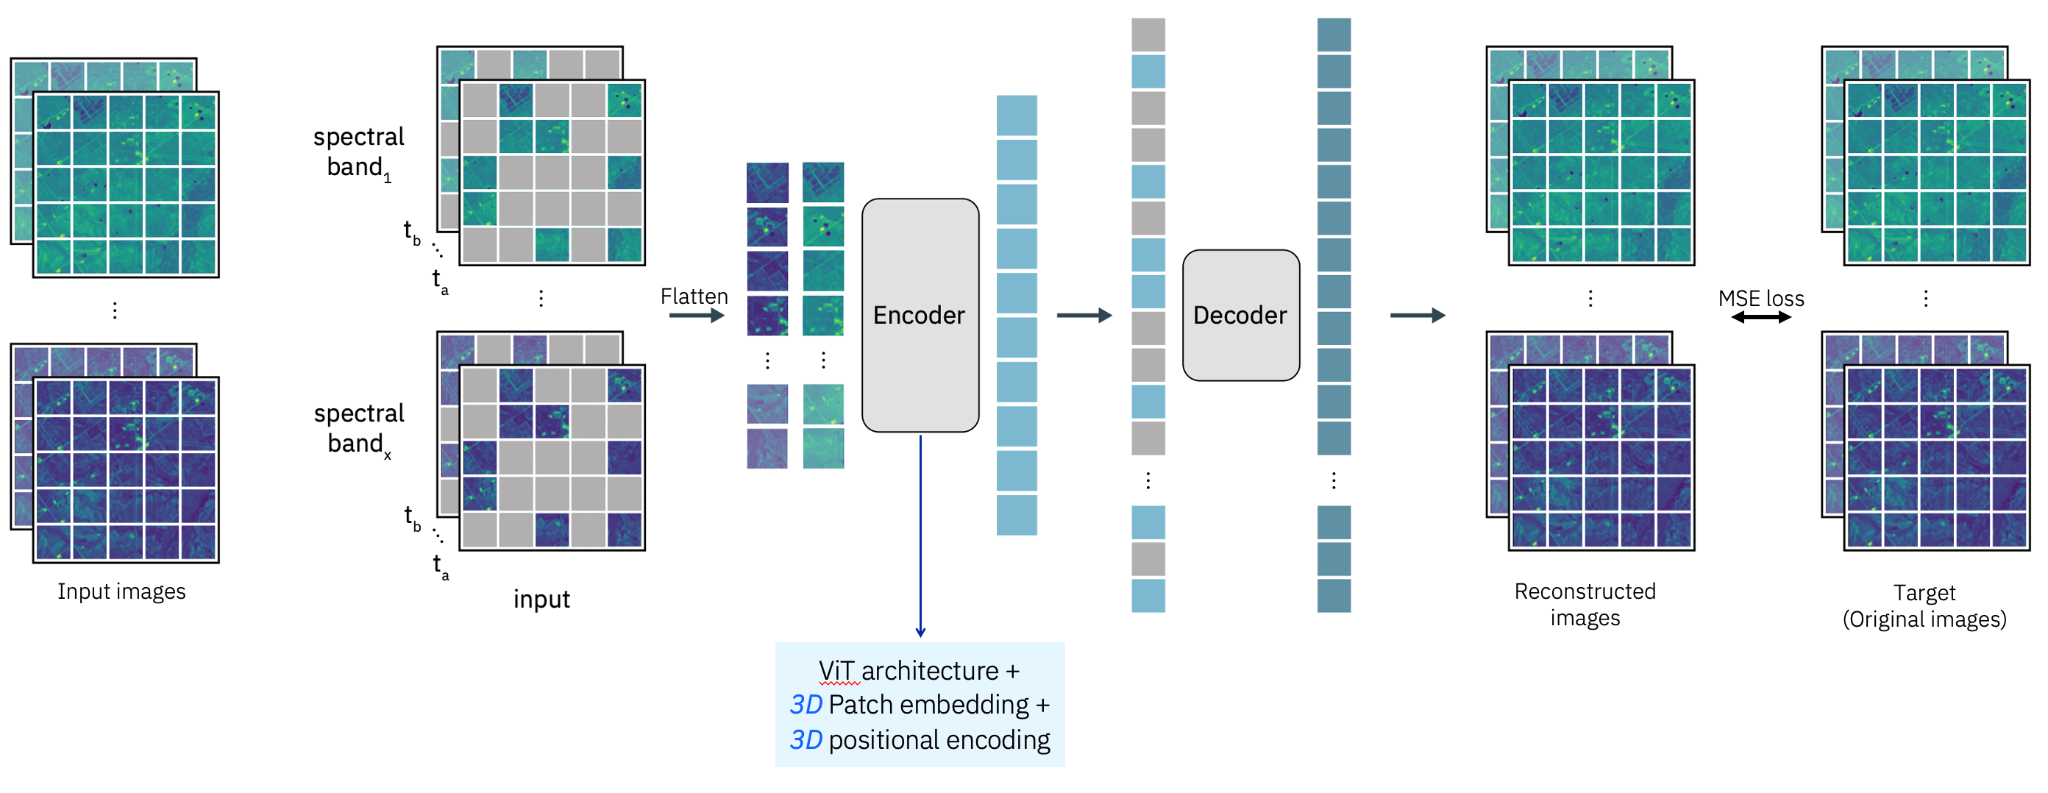 Input images
spectral
band1
tb
ta
spectral
bandx
tb
ta
input
Flatten
Encoder
ViT architecture +
3D Patch embedding +
3D positional encoding
Decoder
Reconstructed
images
MSE loss
Target
(Original images)